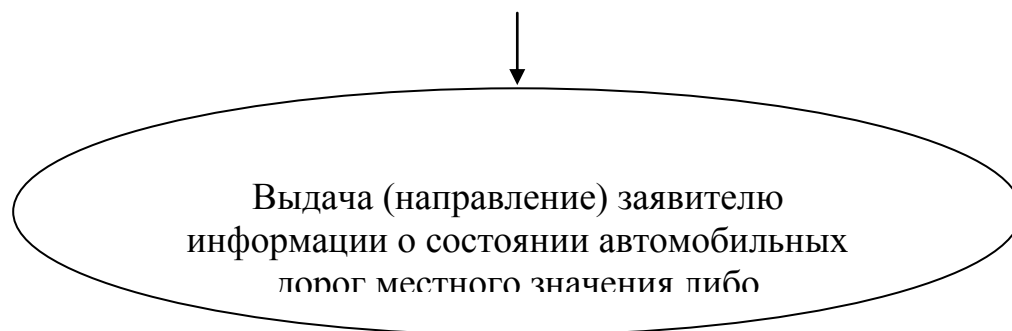 Выдача (направление) заявителю
информации о состоянии автомобильных
дорог местного значения либо